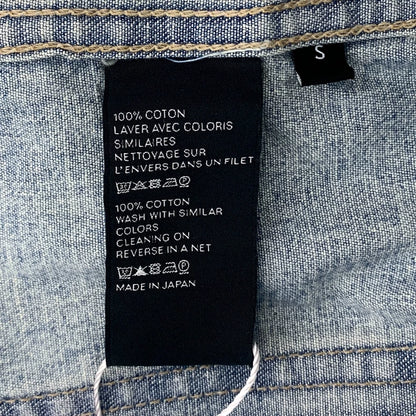 S
100% COTON
LAVER AVEC COLORIS
SIMILAIRES
NETTOYAGE SUR
L'ENVERS DANS UN FILET
100% COTTON
WASH WITH SIMILAR
COLORS
CLEANING ON
REVERSE IN A NET
MADE IN JAPAN